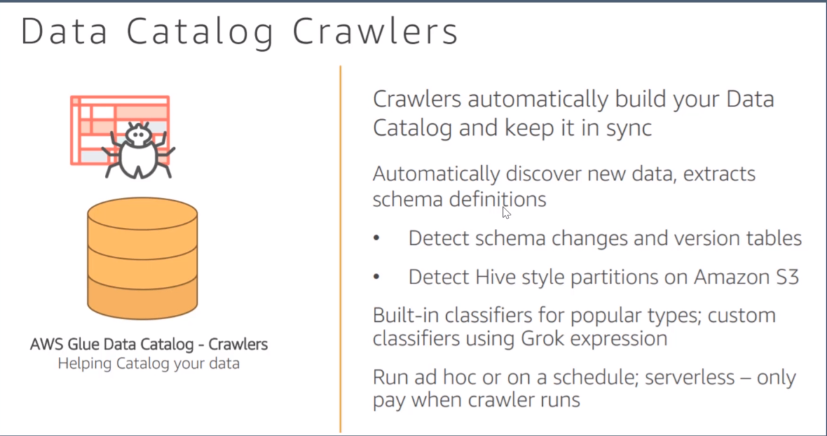 Data Catalog Crawlers
AWS Glue Data Catalog - Crawlers
Helping Catalog your data
Crawlers automatically build your Data
Catalog and keep it in sync
Automatically discover new data, extracts
schema definitions
• Detect schema changes and version tables
• Detect Hive style partitions on Amazon S3
Built-in classifiers for popular types; custom
classifiers using Grok expression
Run ad hoc or on a schedule; serverless – only
pay when crawler runs